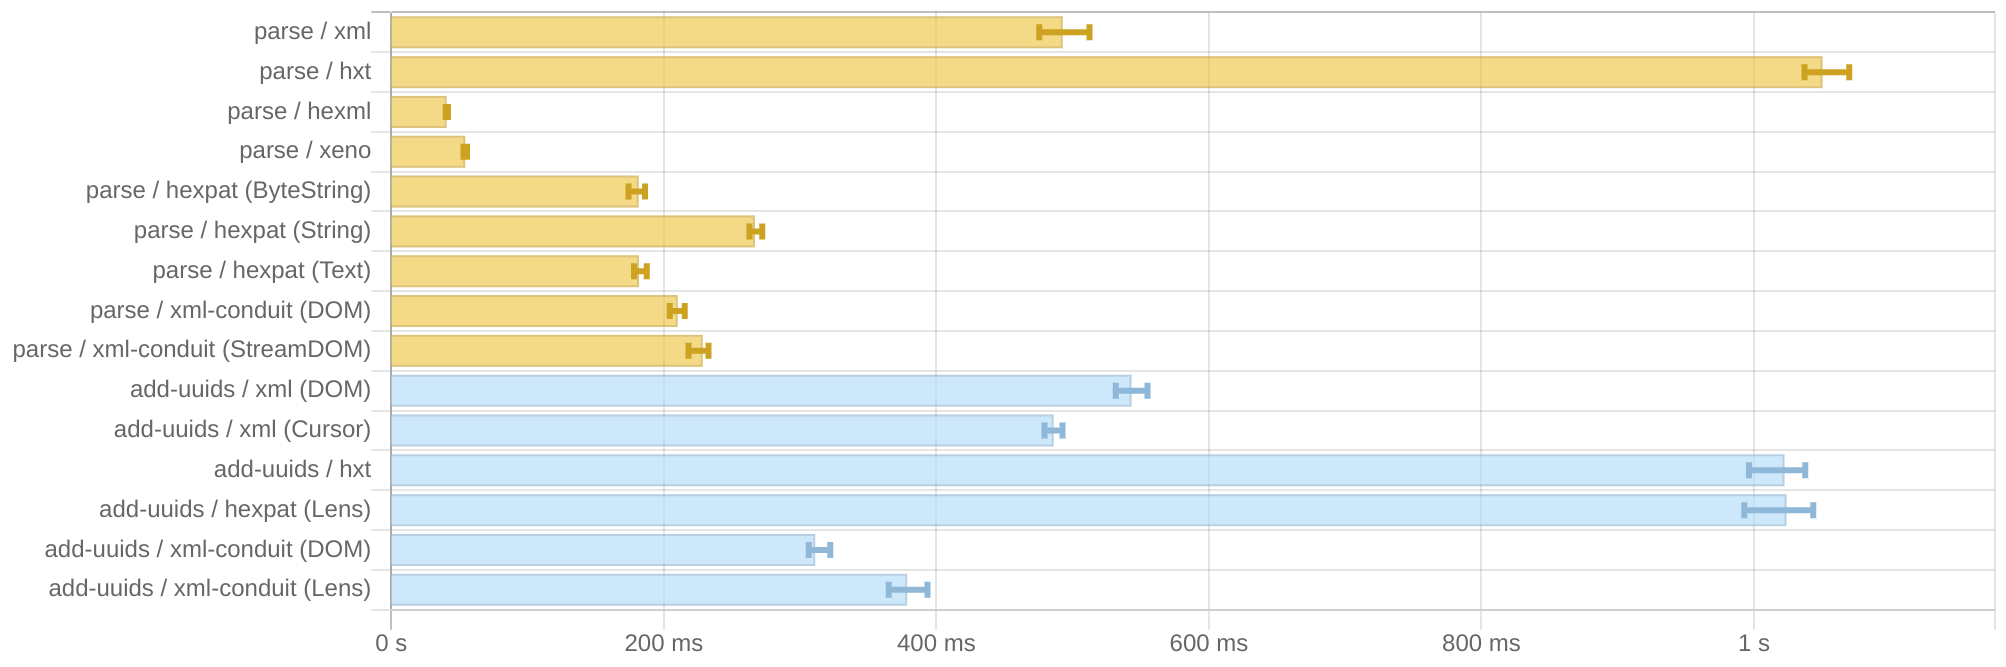 parse / xml
parse / hxt
parse / hexml
parse / xeno
parse / hexpat (ByteString)
parse / hexpat (String)
parse / hexpat (Text)
parse / xml-conduit (DOM)
parse / xml-conduit (StreamDOM)
add-uuids / xml (DOM)
add-uuids / xml (Cursor)
add-uuids / hxt
add-uuids / hexpat (Lens)
add-uuids / xml-conduit (DOM)
add-uuids / xml-conduit (Lens)
0 s 200 ms 400 ms 600 ms 800 ms 1 s